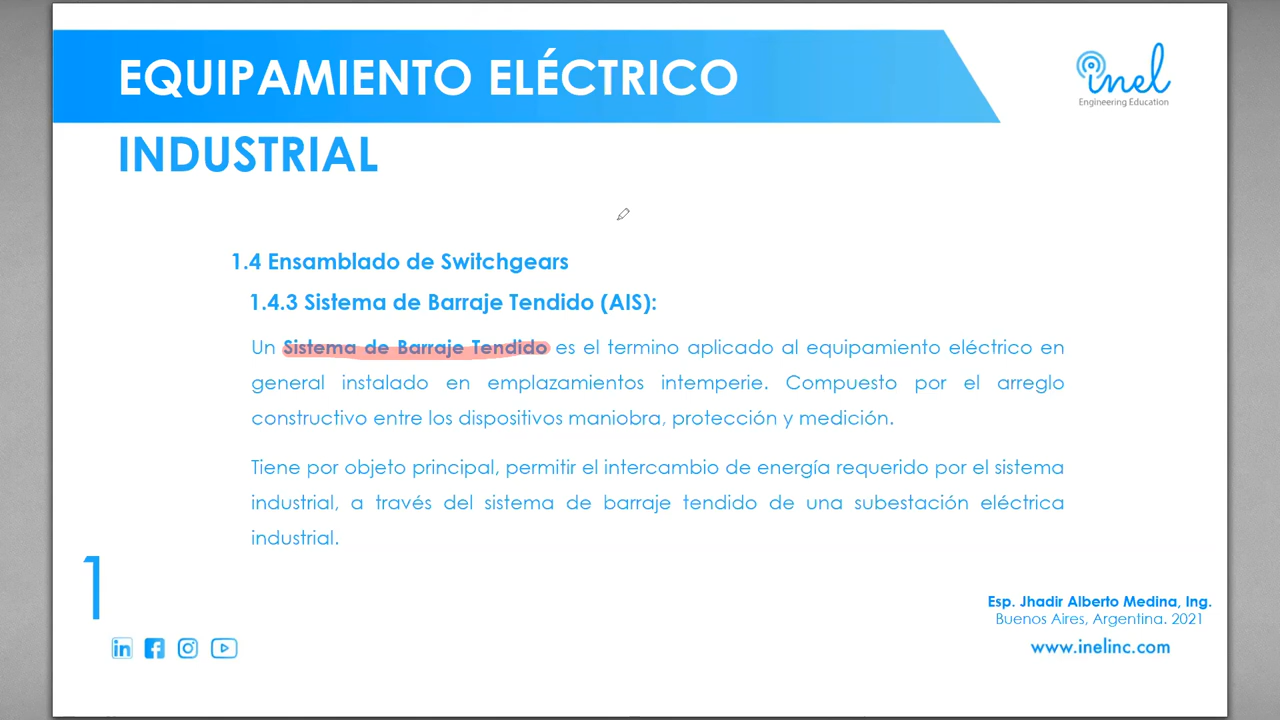 EQUIPAMIENTO ELÉCTRICO
INDUSTRIAL
inel
Engineering Education
1.4 Ensamblado de Switchgears
1.4.3 Sistema de Barraje Tendido (AIS):
Un Sistema de Barraje Tendido es el termino aplicado al equipamiento eléctrico en
general instalado en emplazamientos intemperie. Compuesto por el arreglo
constructivo entre los dispositivos maniobra, protección y medición.
Tiene por objeto principal, permitir el intercambio de energía requerido por el sistema
industrial, a través del sistema de barraje tendido de una subestación eléctrica
industrial.
1
Esp. Jhadir Alberto Medina, Ing.
Buenos Aires, Argentina. 2021
www.inelinc.com